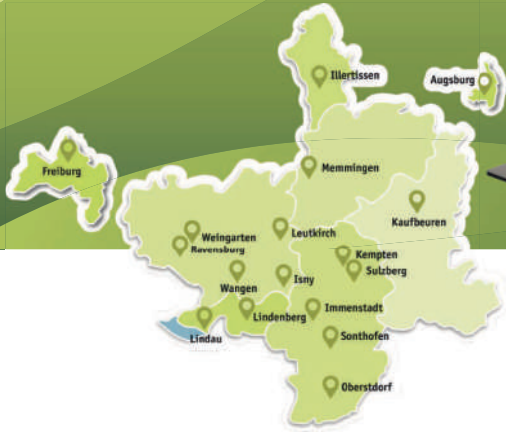 Illertissen
Augsburg
Memmingen
Freiburg
Kaufbeuren
Leutkirch
Weingarten
Ravensburg
Kempten
Sulzberg
Isny
Wangen
Immenstadt
Lindenberg
Sonthofen
Lindau
Oberstdorf